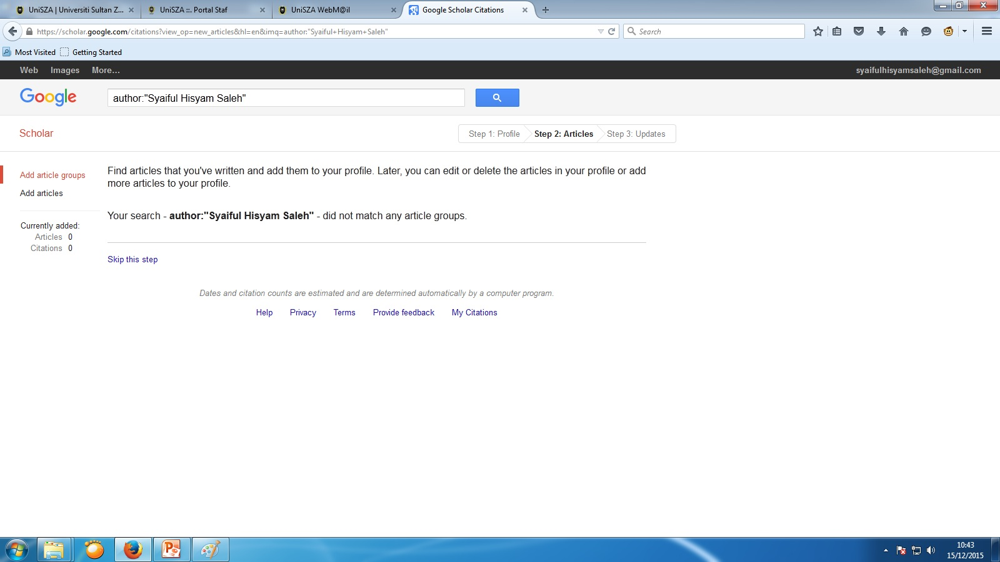 UniSZA | Universiti Sultan Z...
UniSZA ::. Portal Staf
UniSZA WebM@il
Google Scholar Citations
https://scholar.google.com/citations?view_op=new_articles&hl=en&imq=author:"Syaiful+Hisyam+Saleh"
Search
Most Visited
Getting Started
Web Images More...
syaifulhisyamsaleh@gmail.com
Google
author:"Syaiful Hisyam Saleh"
Scholar
Step 1: Profile
Step 2: Articles
Step 3: Updates
Add article groups
Add articles
Currently added:
Articles 0
Citations 0
Find articles that you've written and add them to your profile. Later, you can edit or delete the articles in your profile or add
more articles to your profile.
Your search - author:"Syaiful Hisyam Saleh" - did not match any article groups.
Skip this step
Dates and citation counts are estimated and are determined automatically by a computer program.
Help Privacy Terms Provide feedback My Citations
10:43
15/12/2015